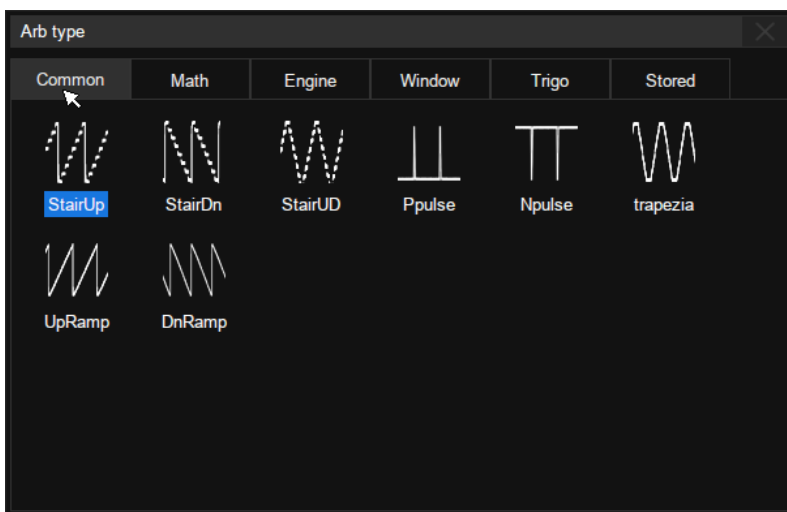 Arb type
Common Math Engine Window Trigo Stored
StairUp StairDn StairUD Ppulse Npulse trapezia
UpRamp DnRamp